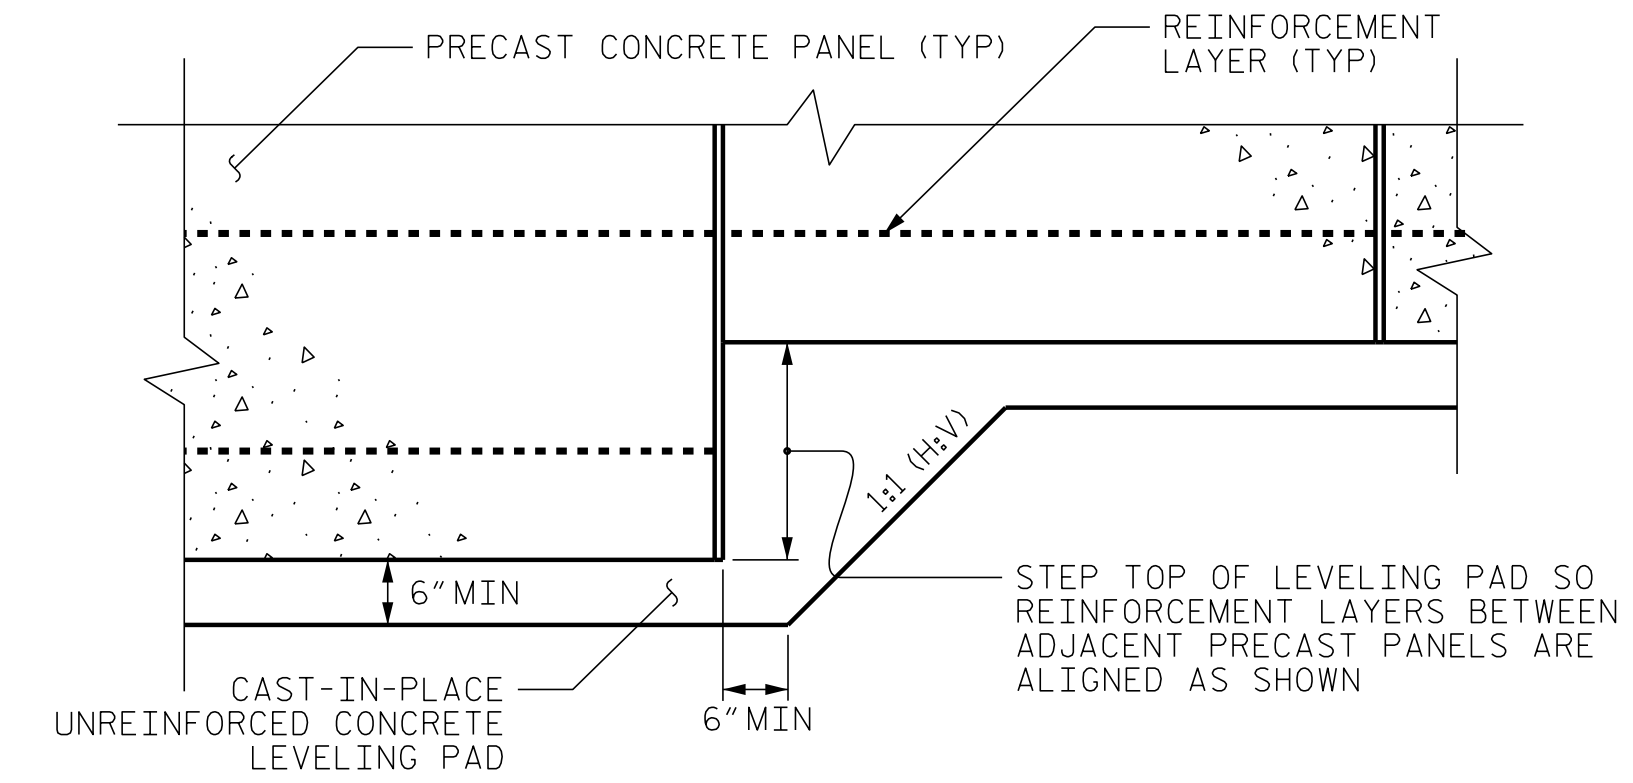 PRECAST CONCRETE PANEL (TYP)
REINFORCEMENT
LAYER (TYP)
1:1 (H:V)
6" MIN
STEP TOP OF LEVELING PAD SO
REINFORCEMENT LAYERS BETWEEN
ADJACENT PRECAST PANELS ARE
ALIGNED AS SHOWN
CAST-IN-PLACE
UNREINFORCED CONCRETE
LEVELING PAD
6" MIN